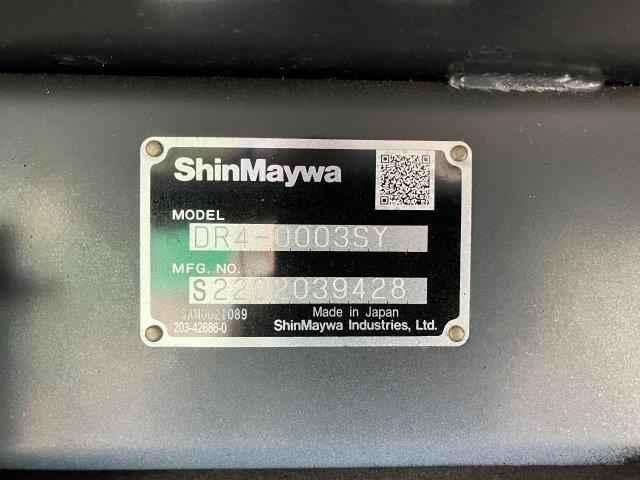 ShinMaywa
MODEL
DR4-0003SY
MFG. NO.
S2202039428
203-42686-0
Made in Japan
ShinMaywa Industries, Ltd.